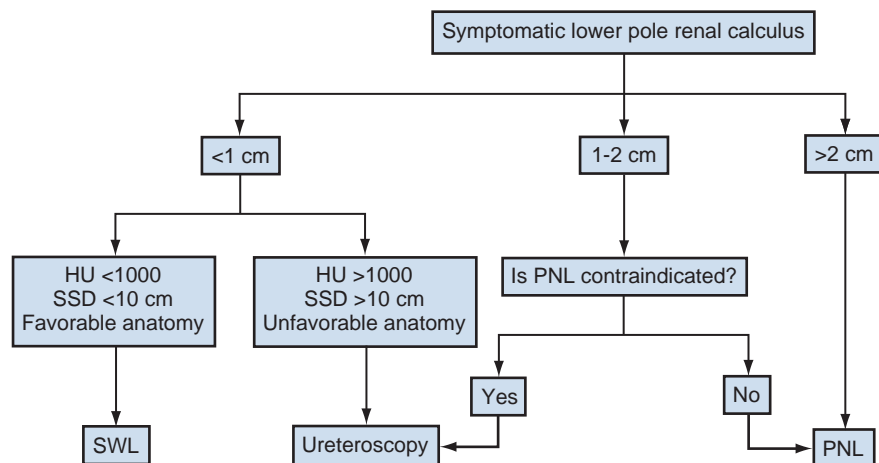 Symptomatic lower pole renal calculus
<1 cm
1-2 cm
>2 cm
HU <1000
SSD <10 cm
Favorable anatomy
HU >1000
SSD >10 cm
Unfavorable anatomy
Is PNL contraindicated?
Yes
No
SWL
Ureteroscopy
PNL